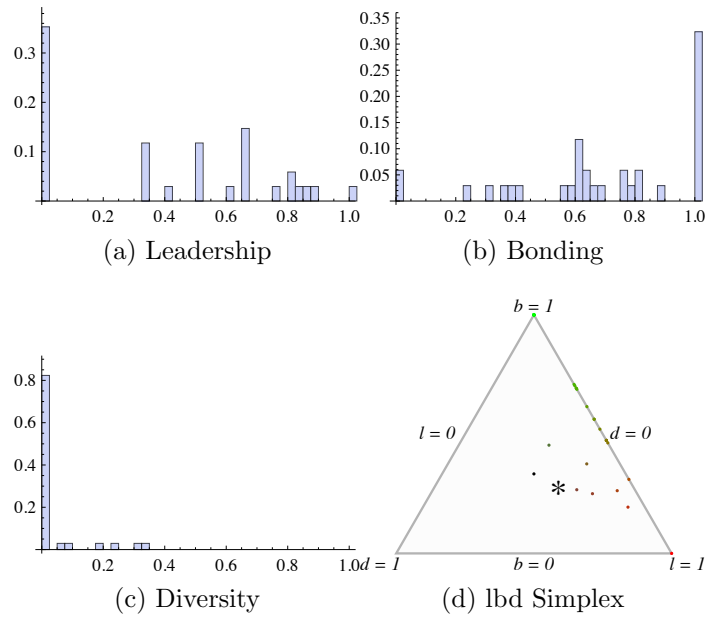 0.3
0.2
0.1
0.2 0.4 0.6 0.8 1.0
(a) Leadership
0.35
0.30
0.25
0.20
0.15
0.10
0.05
0.2 0.4 0.6 0.8 1.0
(b) Bonding
0.8
0.6
0.4
0.2
0.2 0.4 0.6 0.8 1.0
(c) Diversity
b = 1
l = 0
d = 0
*
d = 1
b = 0
l = 1
(d) lbd Simplex